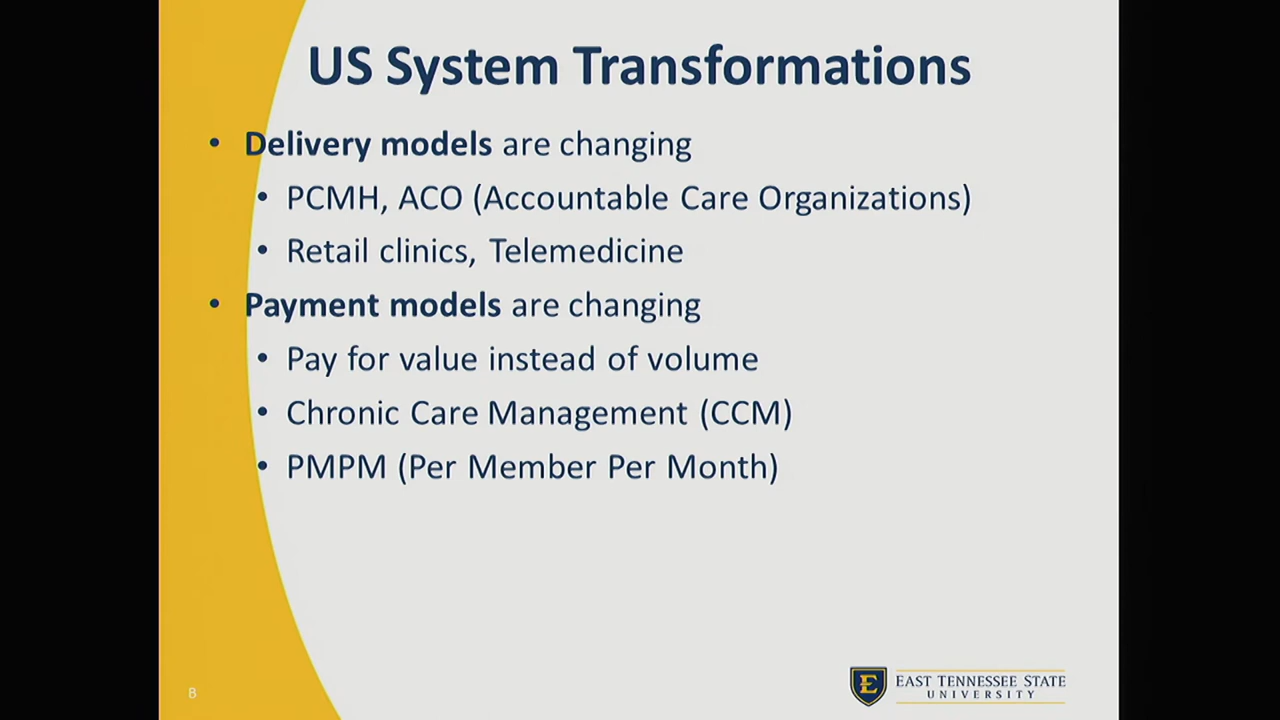 US System Transformations
• Delivery models are changing
• PCMH, ACO (Accountable Care Organizations)
• Retail clinics, Telemedicine
• Payment models are changing
• Pay for value instead of volume
• Chronic Care Management (CCM)
• PMPM (Per Member Per Month)
8
E EAST TENNESSEE STATE
UNIVERSITY